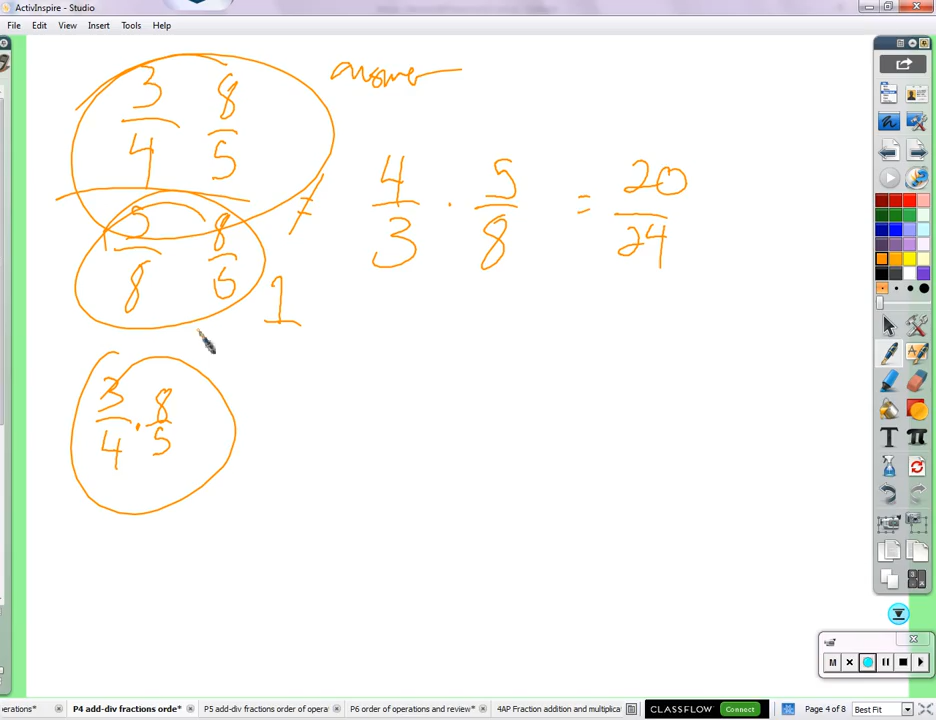 ActivInspire - Studio
File Edit View Insert Tools Help
answer
3 8
4 5
5 8
8 5
1
≠
4 · 5 = 20
3 8 24
3 · 8
4 5
M
perations* P4 add-div fractions orde* P5 add-div fractions order of opera P6 order of operations and review* 4AP Fraction addition and multiplica CLASSFLOW Connect Page 4 of 8 Best Fit